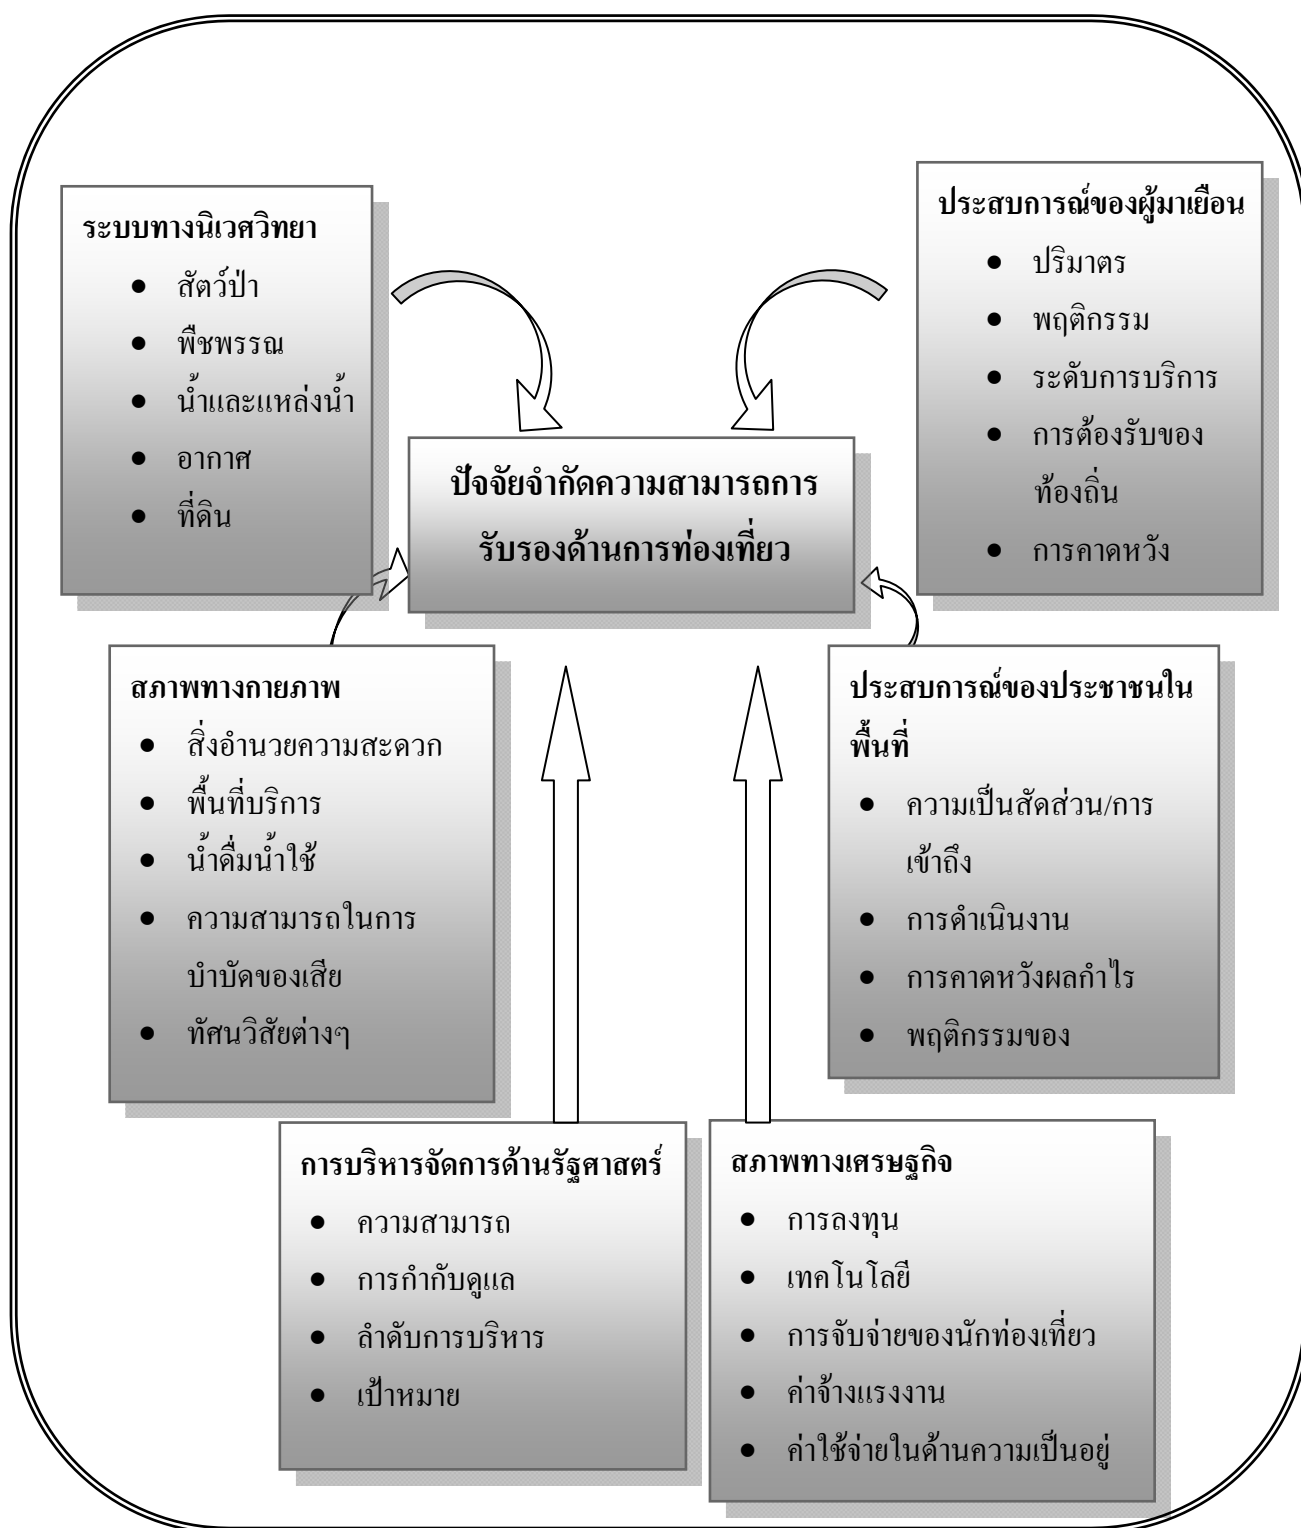 ระบบทางนิเวศวิทยา
● สัตว์ป่า
● พืชพรรณ
● น้ำและแหล่งน้ำ
● อากาศ
● ที่ดิน
ประสบการณ์ของผู้มาเยือน
● ปริมาตร
● พฤติกรรม
● ระดับการบริการ
● การต้องรับของ
ท้องถิ่น
● การคาดหวัง
ปัจจัยจำกัดความสามารถการ
รับรองด้านการท่องเที่ยว
สภาพทางกายภาพ
● สิ่งอำนวยความสะดวก
● พื้นที่บริการ
● น้ำดื่มน้ำใช้
● ความสามารถในการ
บำบัดของเสีย
● ทัศนวิสัยต่างๆ
ประสบการณ์ของประชาชนใน
พื้นที่
● ความเป็นสัดส่วน/การ
เข้าถึง
● การดำเนินงาน
● การคาดหวังผลกำไร
● พฤติกรรมของ
การบริหารจัดการด้านรัฐศาสตร์
● ความสามารถ
● การกำกับดูแล
● ลำดับการบริหาร
● เป้าหมาย
สภาพทางเศรษฐกิจ
● การลงทุน
● เทคโนโลยี
● การจับจ่ายของนักท่องเที่ยว
● ค่าจ้างแรงงาน
● ค่าใช้จ่ายในด้านความเป็นอยู่